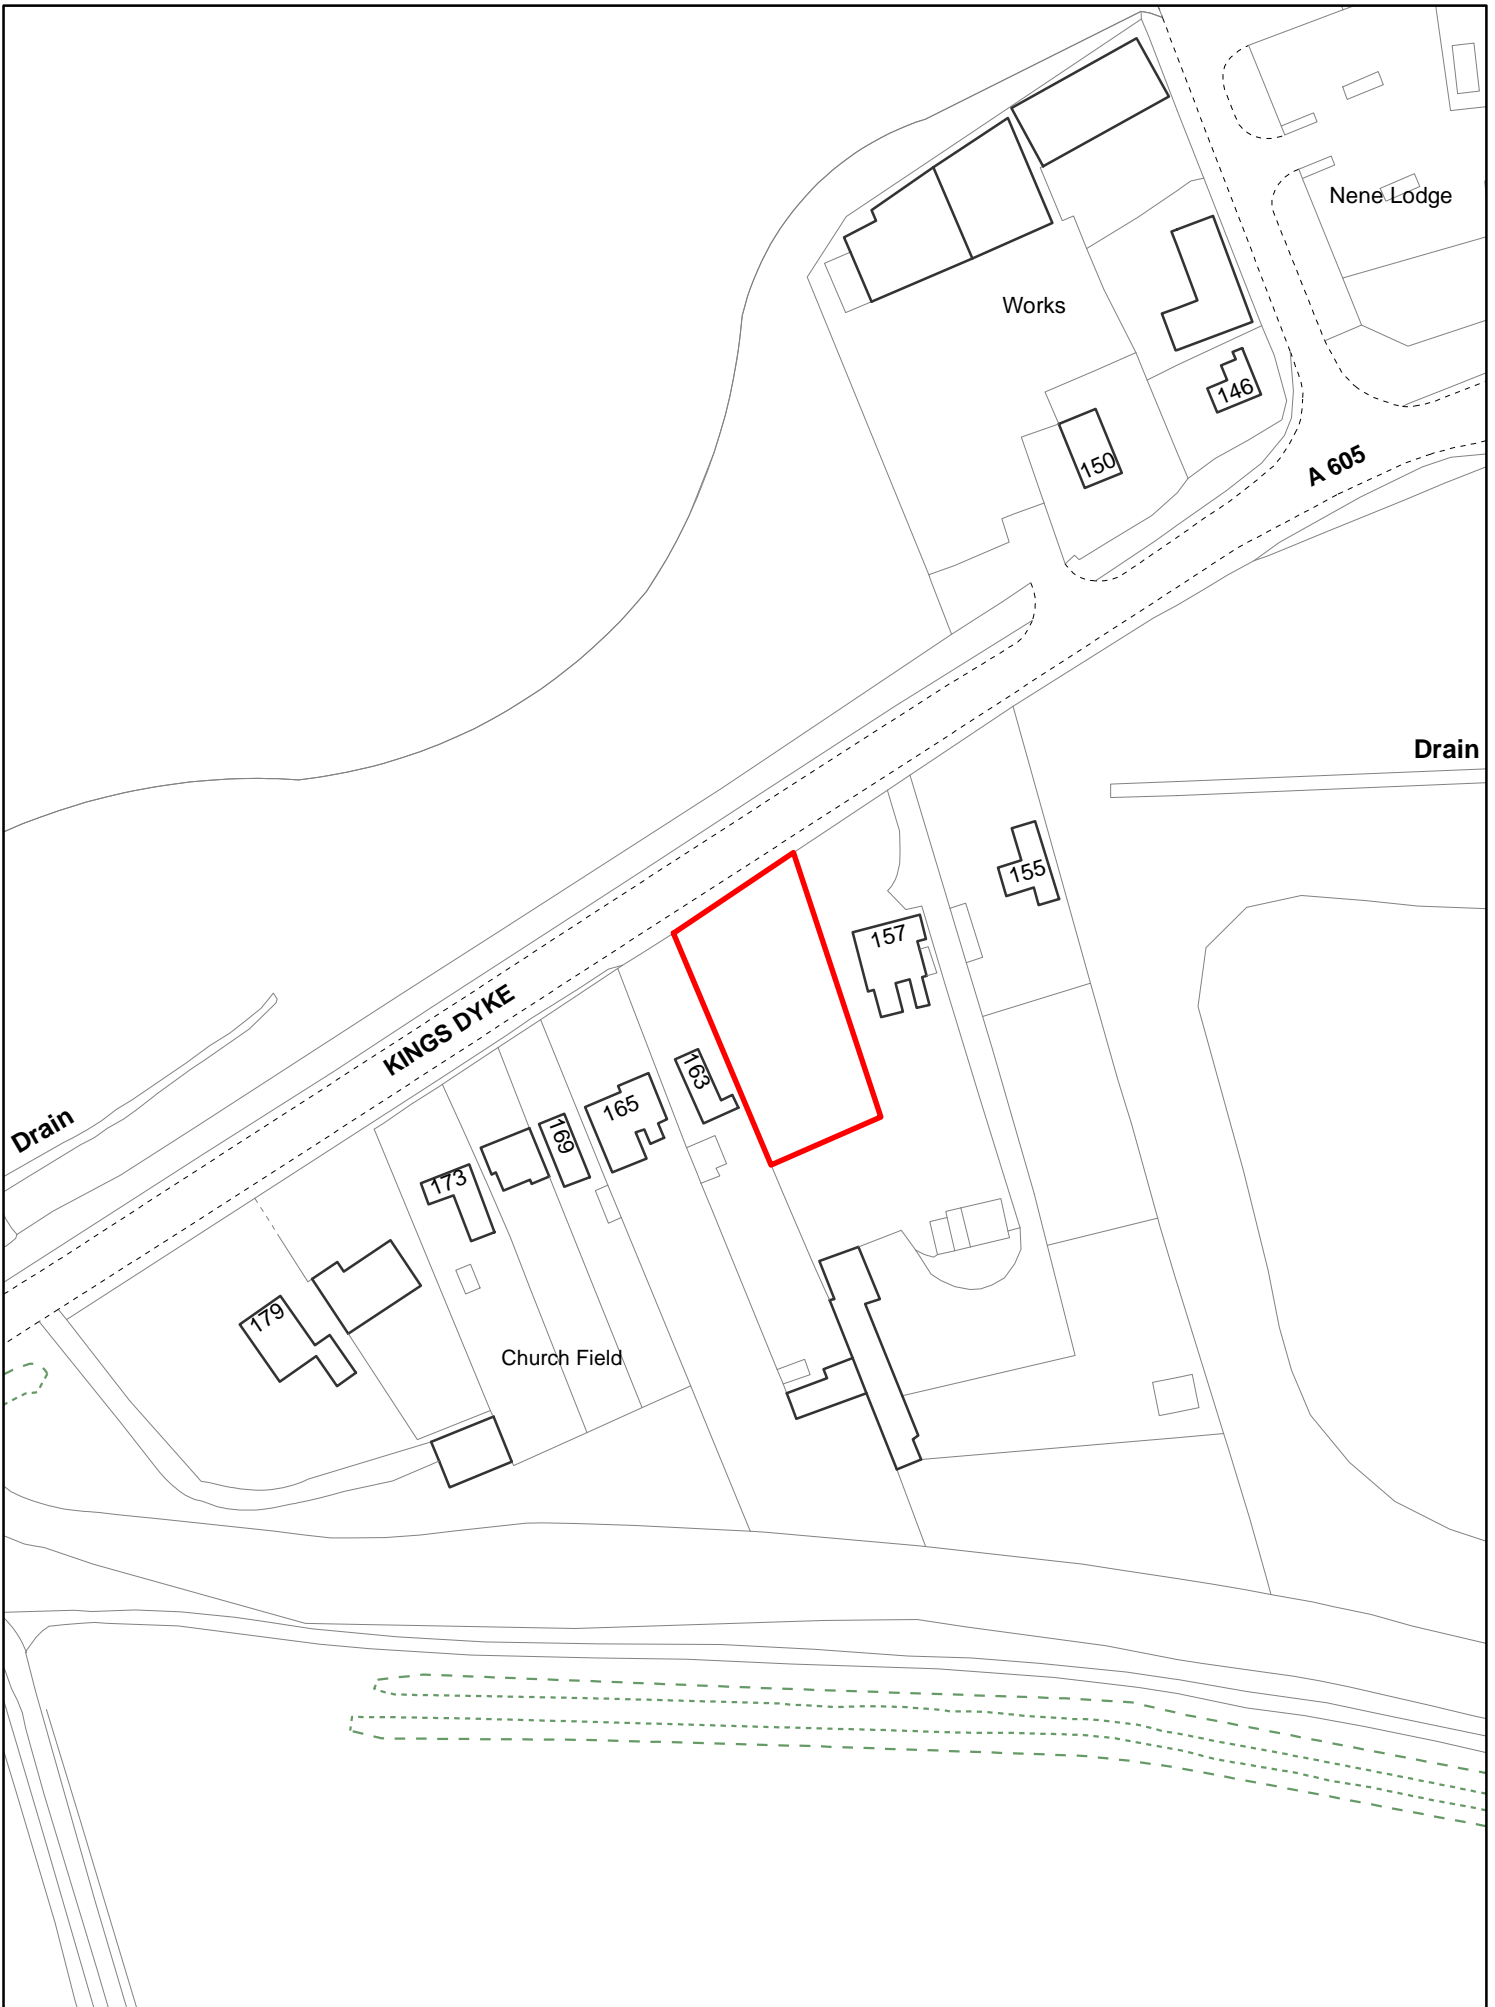 Nene Lodge
Works
146
150
A 605
Drain
155
157
KINGS DYKE
163
165
Drain
169
173
179
Church Field